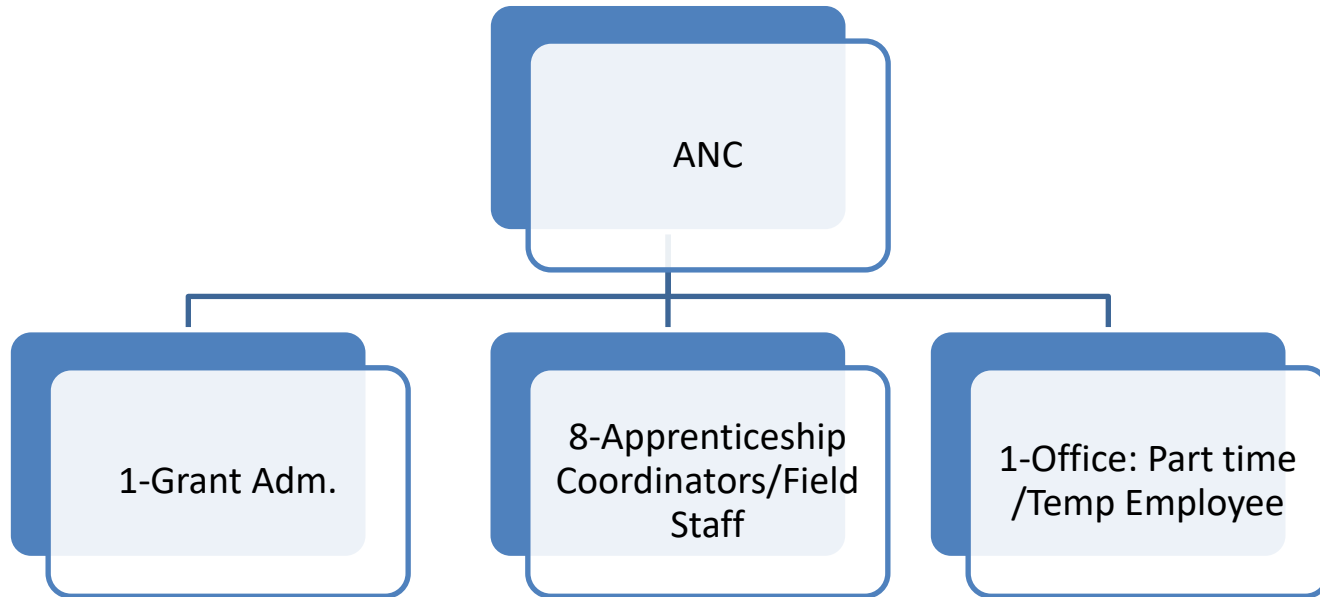 ANC
1-Grant Adm.
8-Apprenticeship
Coordinators/Field
Staff
1-Office: Part time
/Temp Employee